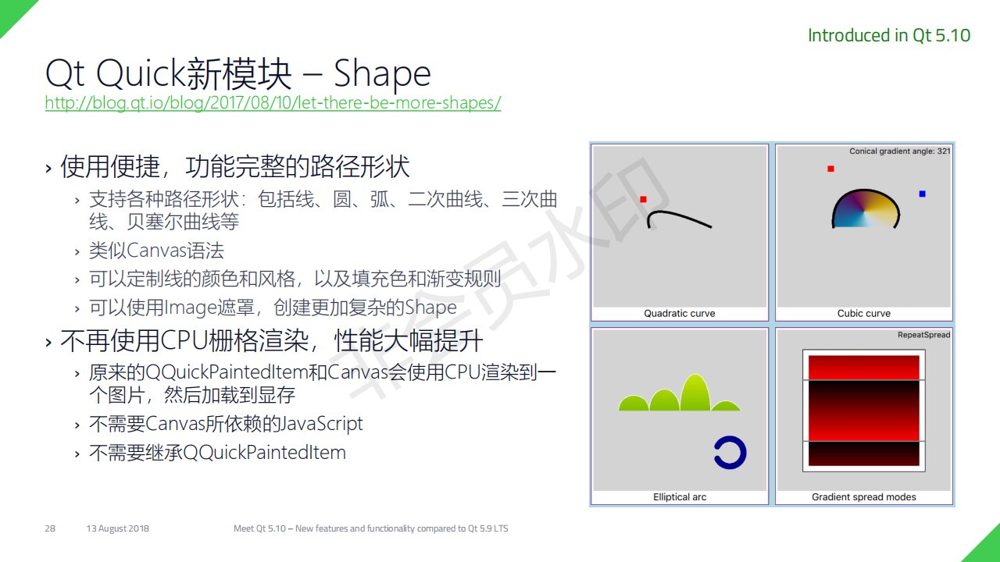 Introduced in Qt 5.10
Qt Quick新模块 – Shape
http://blog.qt.io/blog/2017/08/10/let-there-be-more-shapes/
› 使用便捷，功能完整的路径形状
› 支持各种路径形状：包括线、圆、弧、二次曲线、三次曲
线、贝塞尔曲线等
› 类似Canvas语法
› 可以定制线的颜色和风格，以及填充色和渐变规则
› 可以使用Image遮罩，创建更加复杂的Shape
› 不再使用CPU栅格渲染，性能大幅提升
› 原来的QQuickPaintedItem和Canvas会使用CPU渲染到一
个图片，然后加载到显存
› 不需要Canvas所依赖的JavaScript
› 不需要继承QQuickPaintedItem
Conical gradient angle: 321
Quadratic curve
Cubic curve
RepeatSpread
Elliptical arc
Gradient spread modes
非会员水印
28
13 August 2018
Meet Qt 5.10 – New features and functionality compared to Qt 5.9 LTS